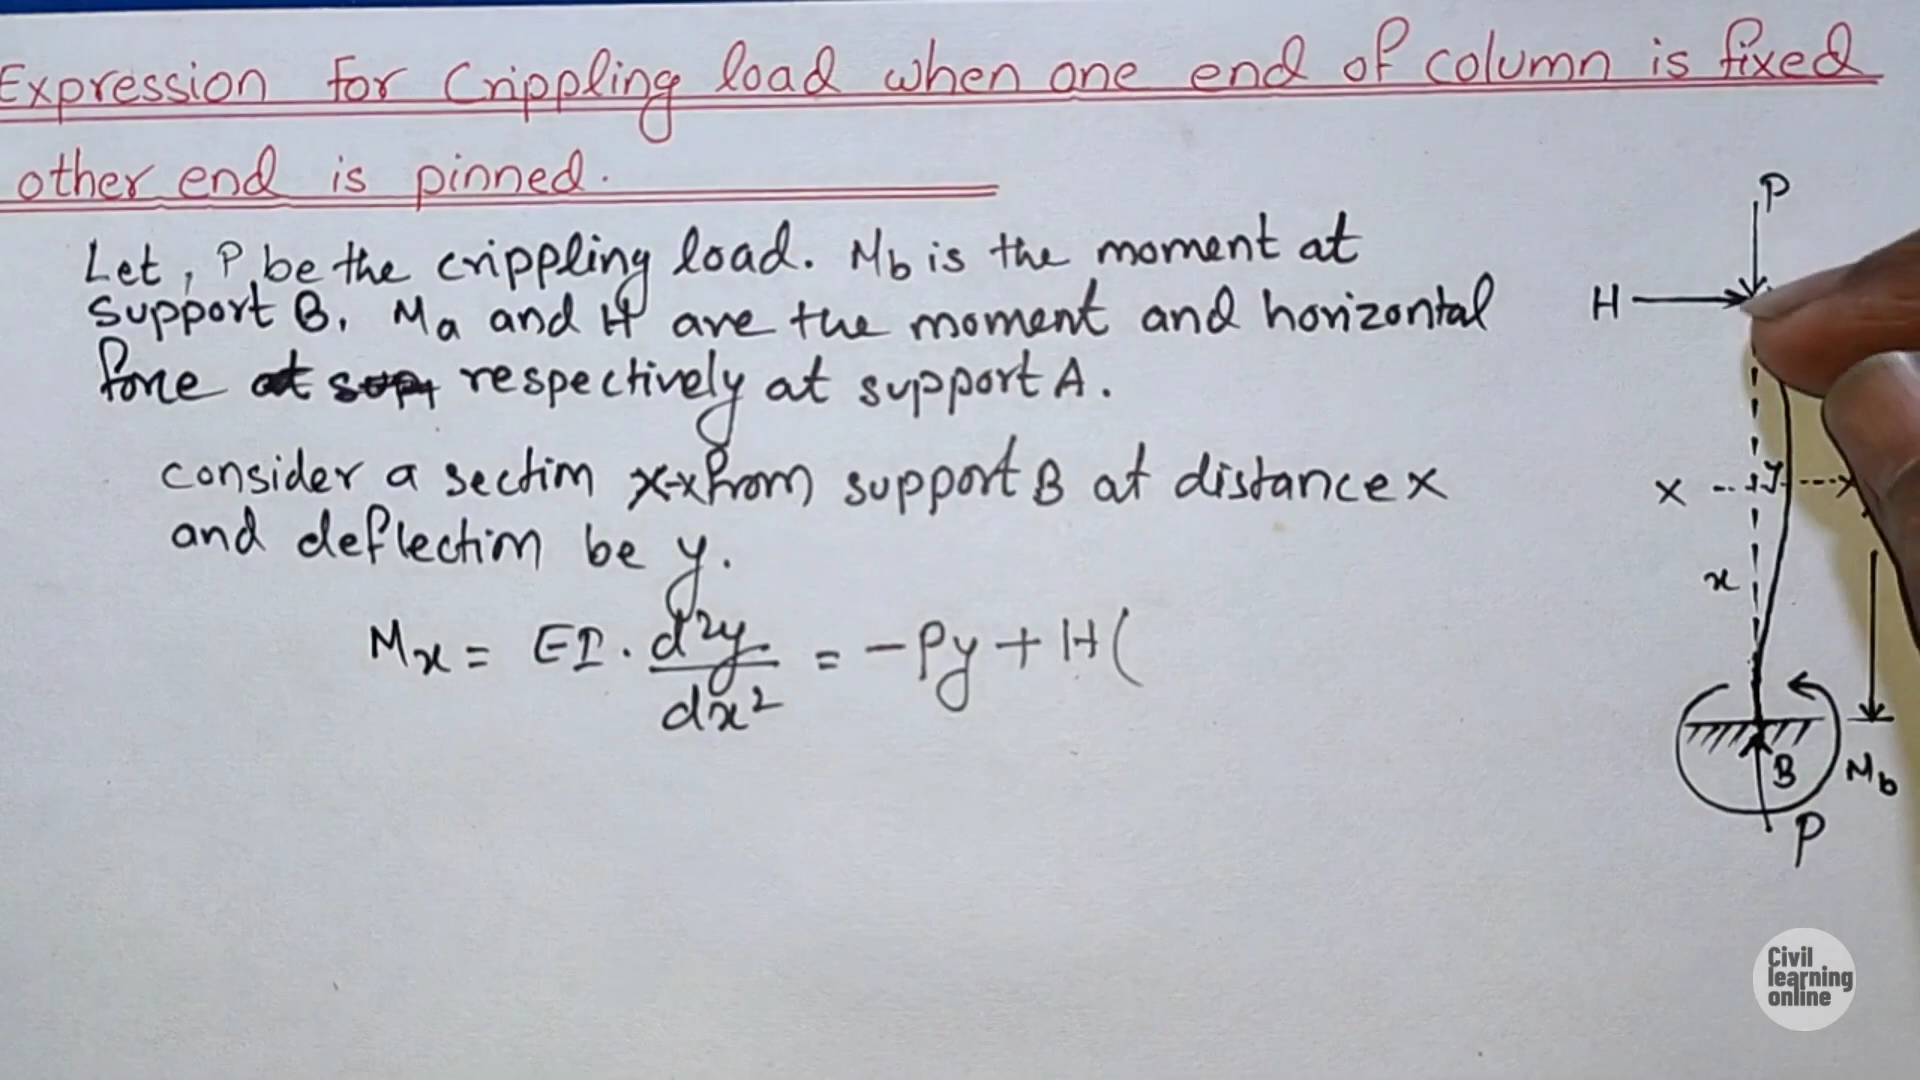 Expression for Crippling load when one end of column is fixed
other end is pinned.
Let, P be the crippling load. Mb is the moment at
support B. Ma and H are the moment and horizontal
force at supt respectively at support A.
consider a section x-x from support B at distance x
and deflection be y.
Mx = EI. d²y/dx² = -Py + H(
P
H
X
y
x
x
B
Mb
P
Civil
learning
online